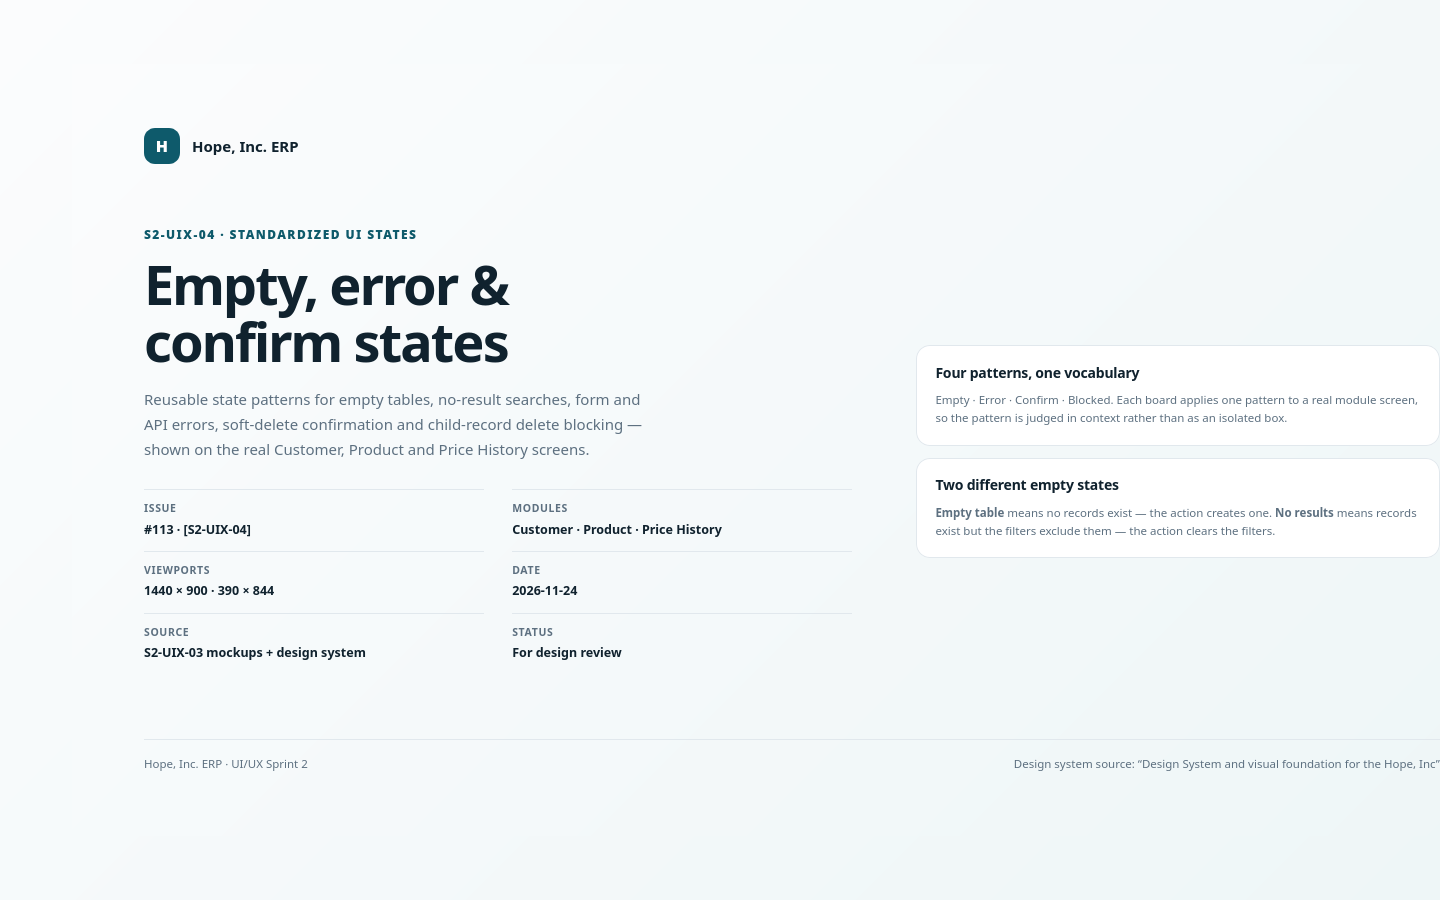 H
Hope, Inc. ERP
S2-UIX-04 · STANDARDIZED UI STATES
Empty, error &
confirm states
Reusable state patterns for empty tables, no-result searches, form and
API errors, soft-delete confirmation and child-record delete blocking —
shown on the real Customer, Product and Price History screens.
ISSUE
#113 · [S2-UIX-04]
MODULES
Customer · Product · Price History
VIEWPORTS
1440 × 900 · 390 × 844
DATE
2026-11-24
SOURCE
S2-UIX-03 mockups + design system
STATUS
For design review
Four patterns, one vocabulary
Empty · Error · Confirm · Blocked. Each board applies one pattern to a real module screen,
so the pattern is judged in context rather than as an isolated box.
Two different empty states
Empty table means no records exist — the action creates one. No results means records
exist but the filters exclude them — the action clears the filters.
Hope, Inc. ERP · UI/UX Sprint 2
Design system source: “Design System and visual foundation for the Hope, Inc”